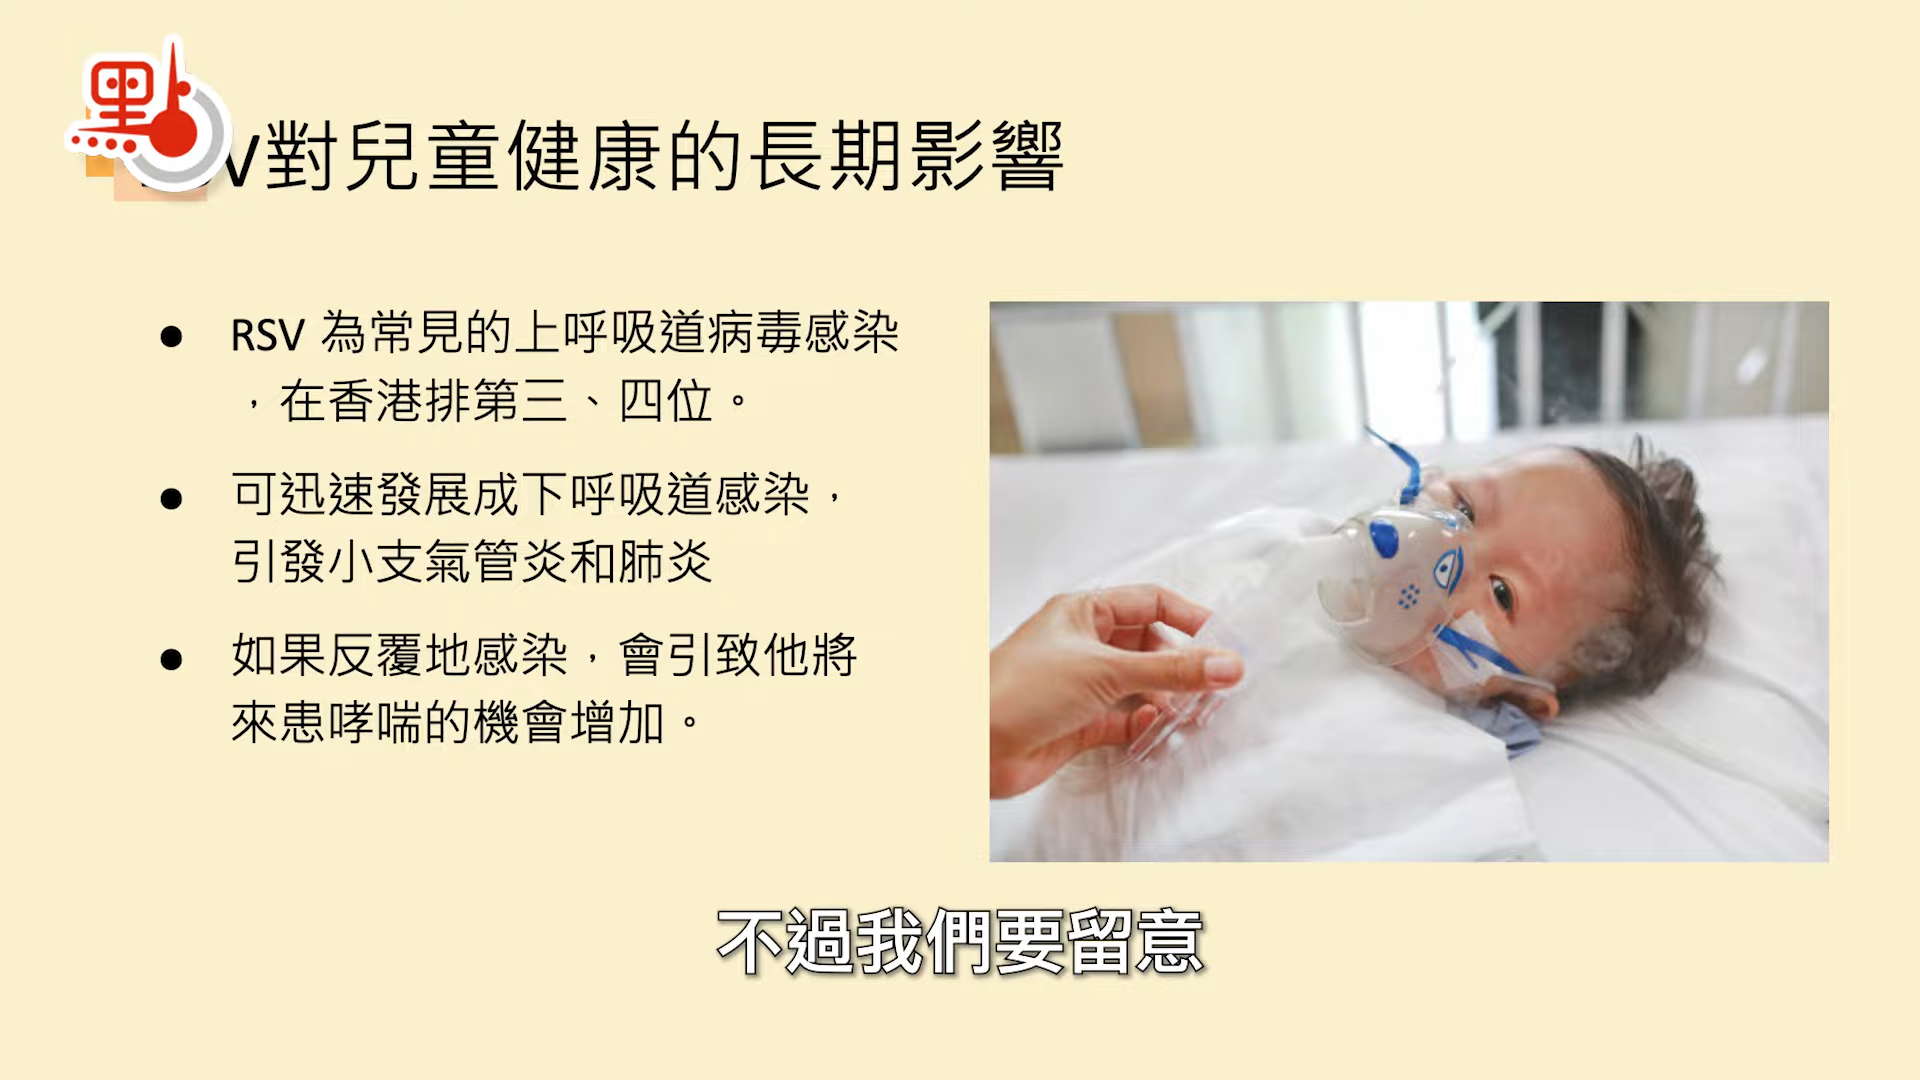 點
V對兒童健康的長期影響
● RSV 為常見的上呼吸道病毒感染
，在香港排第三、四位。
● 可迅速發展成下呼吸道感染，
引發小支氣管炎和肺炎
● 如果反覆地感染，會引致他將
來患哮喘的機會增加。
不過我們要留意